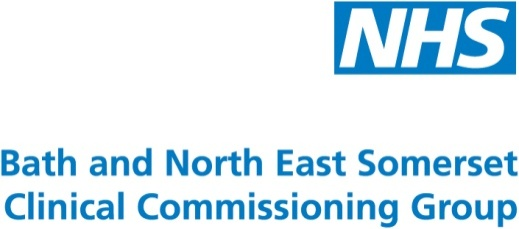 NHS
Bath and North East Somerset
Clinical Commissioning Group